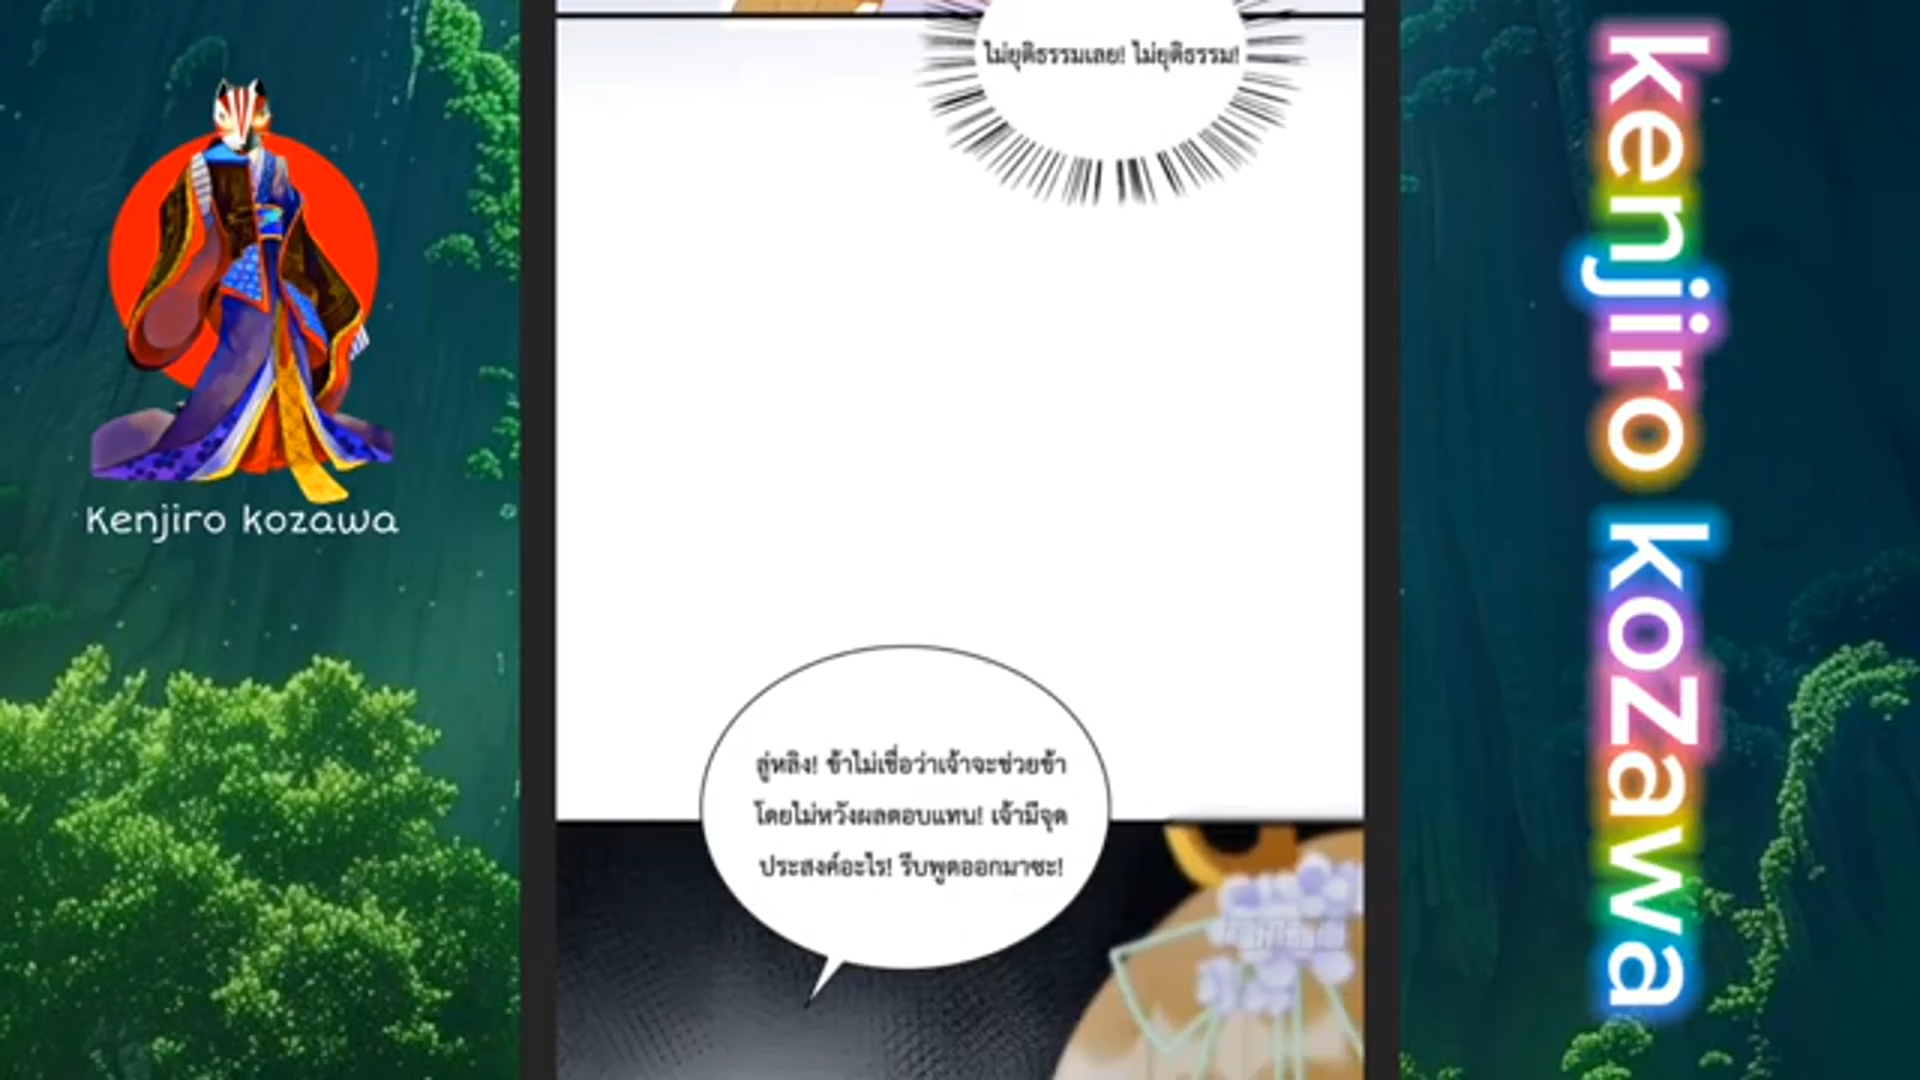 ไม่ยุติธรรมเลย! ไม่ยุติธรรม!
Kenjiro kozawa
kenjiro koZawa
ลู่หลิง! ข้าไม่เชื่อว่าเจ้าจะช่วยข้า
โดยไม่หวังผลตอบแทน! เจ้ามีจุด
ประสงค์อะไร! รีบพูดออกมาซะ!